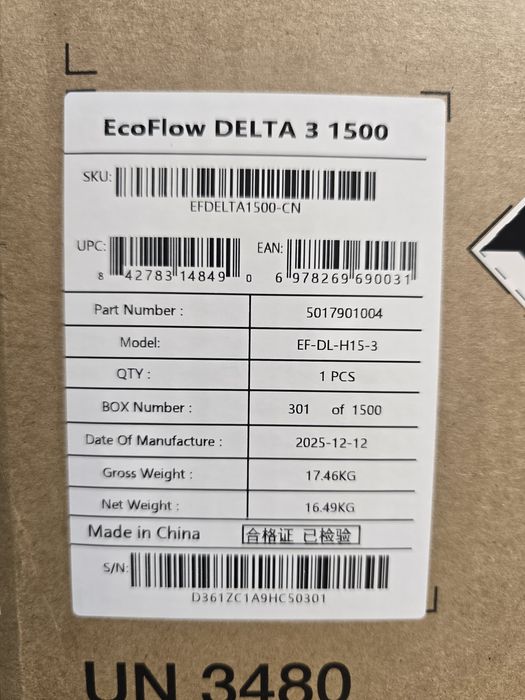 EcoFlow DELTA 3 1500
SKU:
EFDELTA1500-CN
UPC:
8 42783 14849 0
EAN:
6 978269 690031
Part Number : 5017901004
Model: EF-DL-H15-3
QTY : 1 PCS
BOX Number : 301 of 1500
Date Of Manufacture : 2025-12-12
Gross Weight : 17.46KG
Net Weight : 16.49KG
Made in China 合格证 已检验
S/N:
D361ZC1A9HC50301
UN 3480